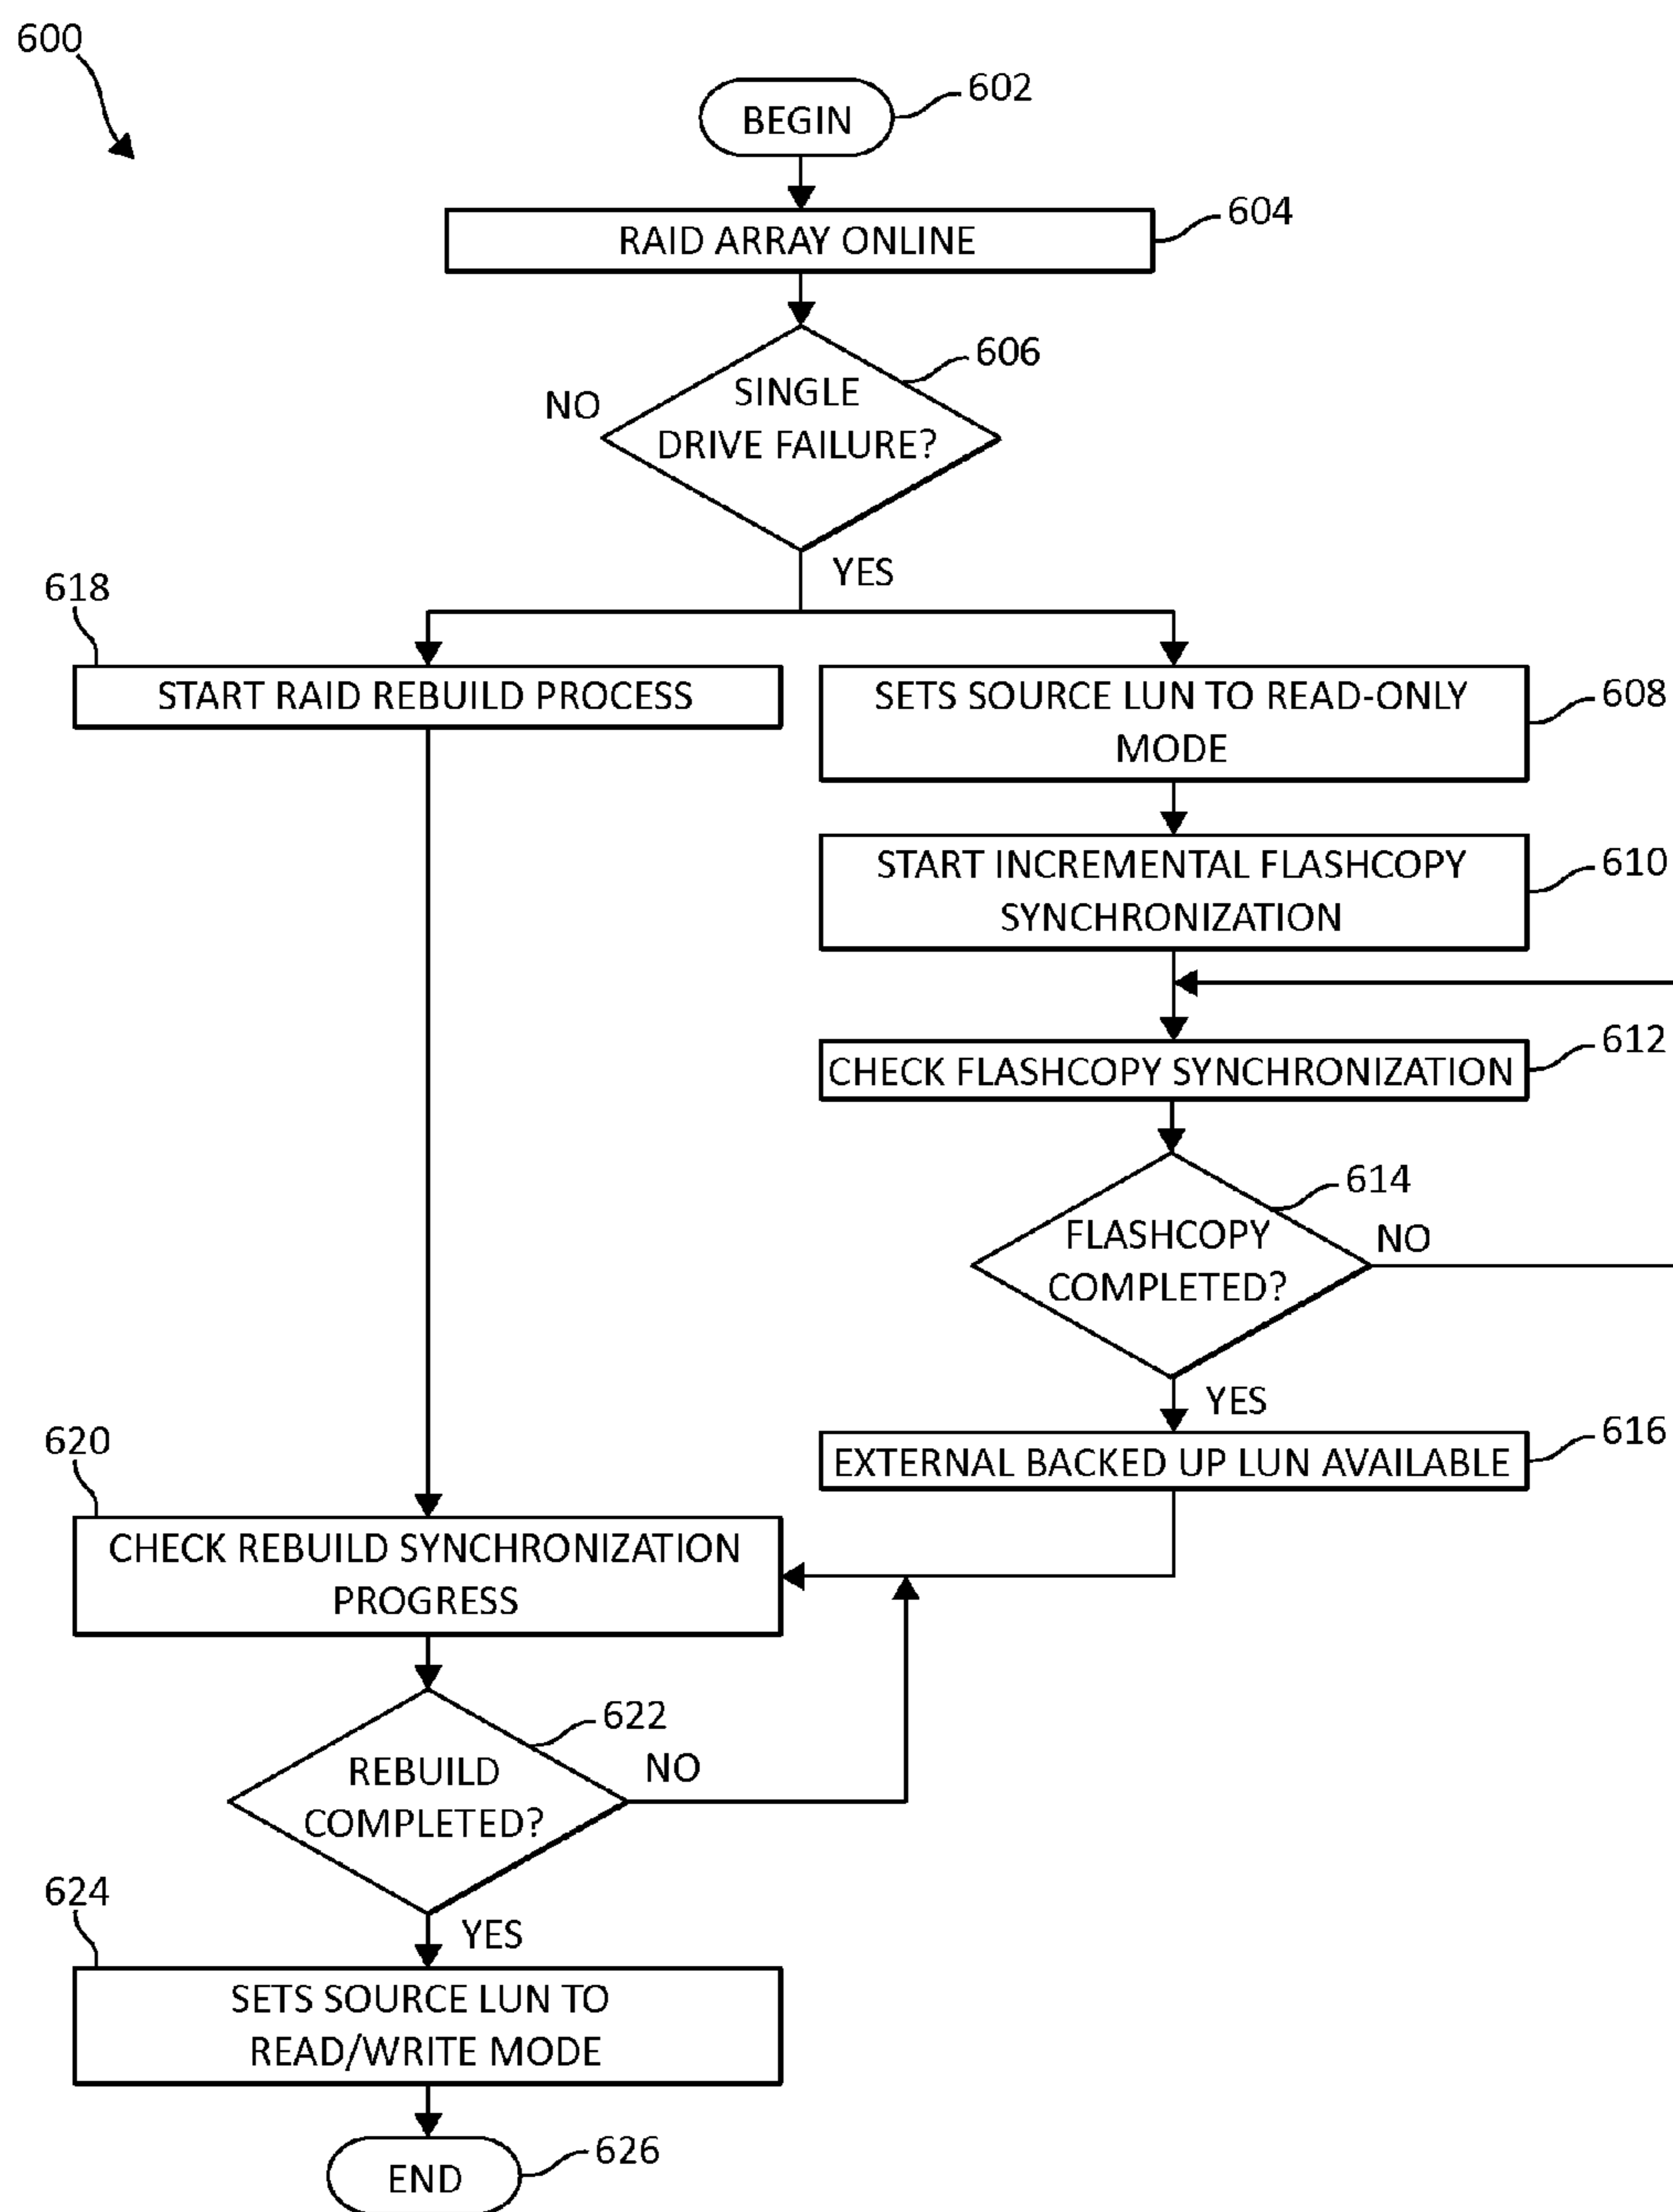 600
BEGIN
602
RAID ARRAY ONLINE
604
606
NO
SINGLE
DRIVE FAILURE?
YES
618
START RAID REBUILD PROCESS
SETS SOURCE LUN TO READ-ONLY
MODE
608
START INCREMENTAL FLASHCOPY
SYNCHRONIZATION
610
CHECK FLASHCOPY SYNCHRONIZATION
612
614
FLASHCOPY
COMPLETED?
NO
YES
EXTERNAL BACKED UP LUN AVAILABLE
616
620
CHECK REBUILD SYNCHRONIZATION
PROGRESS
622
REBUILD
COMPLETED?
NO
YES
624
SETS SOURCE LUN TO
READ/WRITE MODE
END
626